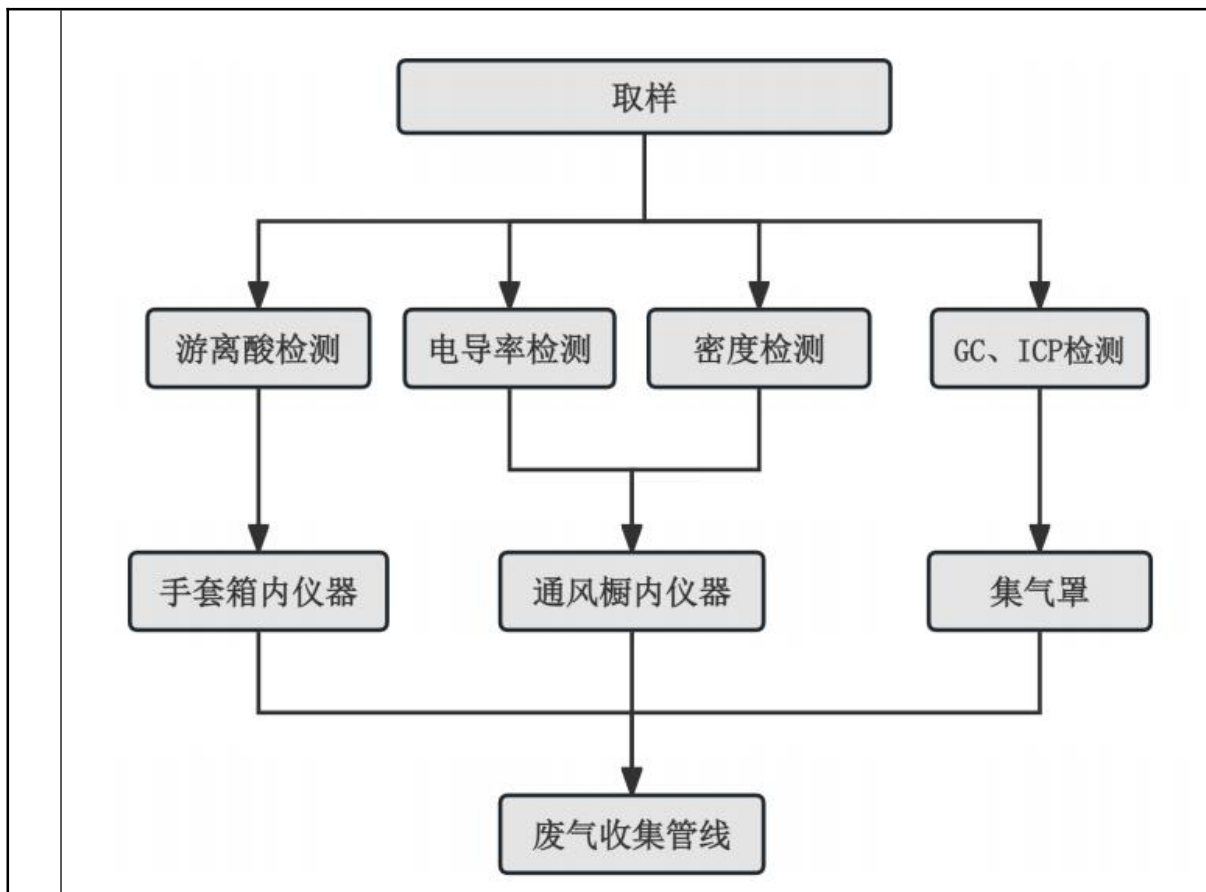 取样
游离酸检测
电导率检测
密度检测
GC、ICP检测
手套箱内仪器
通风橱内仪器
集气罩
废气收集管线